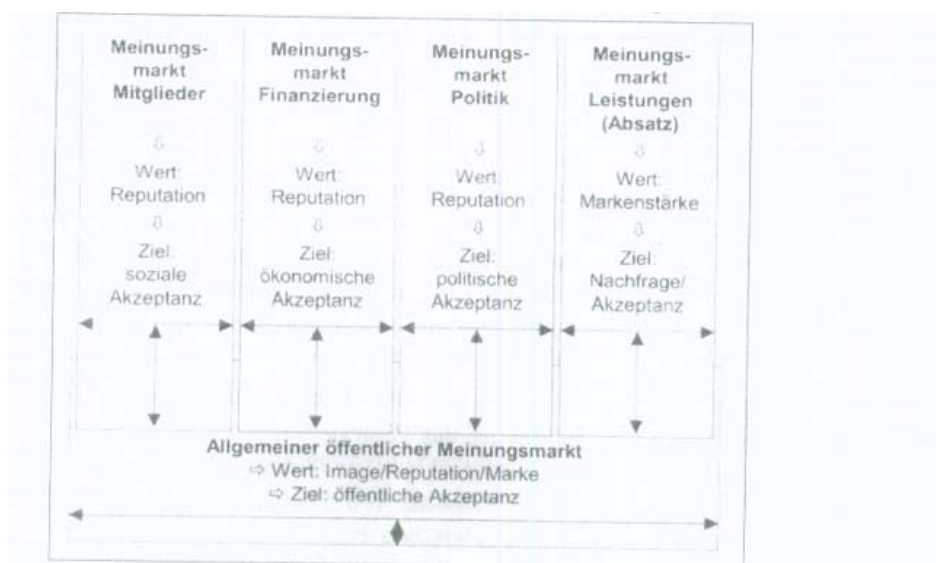 Meinungs-
markt
Mitglieder
⇩
Wert:
Reputation
⇩
Ziel:
soziale
Akzeptanz
Meinungs-
markt
Finanzierung
⇩
Wert:
Reputation
⇩
Ziel:
ökonomische
Akzeptanz
Meinungs-
markt
Politik
⇩
Wert:
Reputation
⇩
Ziel:
politische
Akzeptanz
Meinungs-
markt
Leistungen
(Absatz)
⇩
Wert:
Markenstärke
⇩
Ziel:
Nachfrage/
Akzeptanz
Allgemeiner öffentlicher Meinungsmarkt
⇨ Wert: Image/Reputation/Marke
⇨ Ziel: öffentliche Akzeptanz